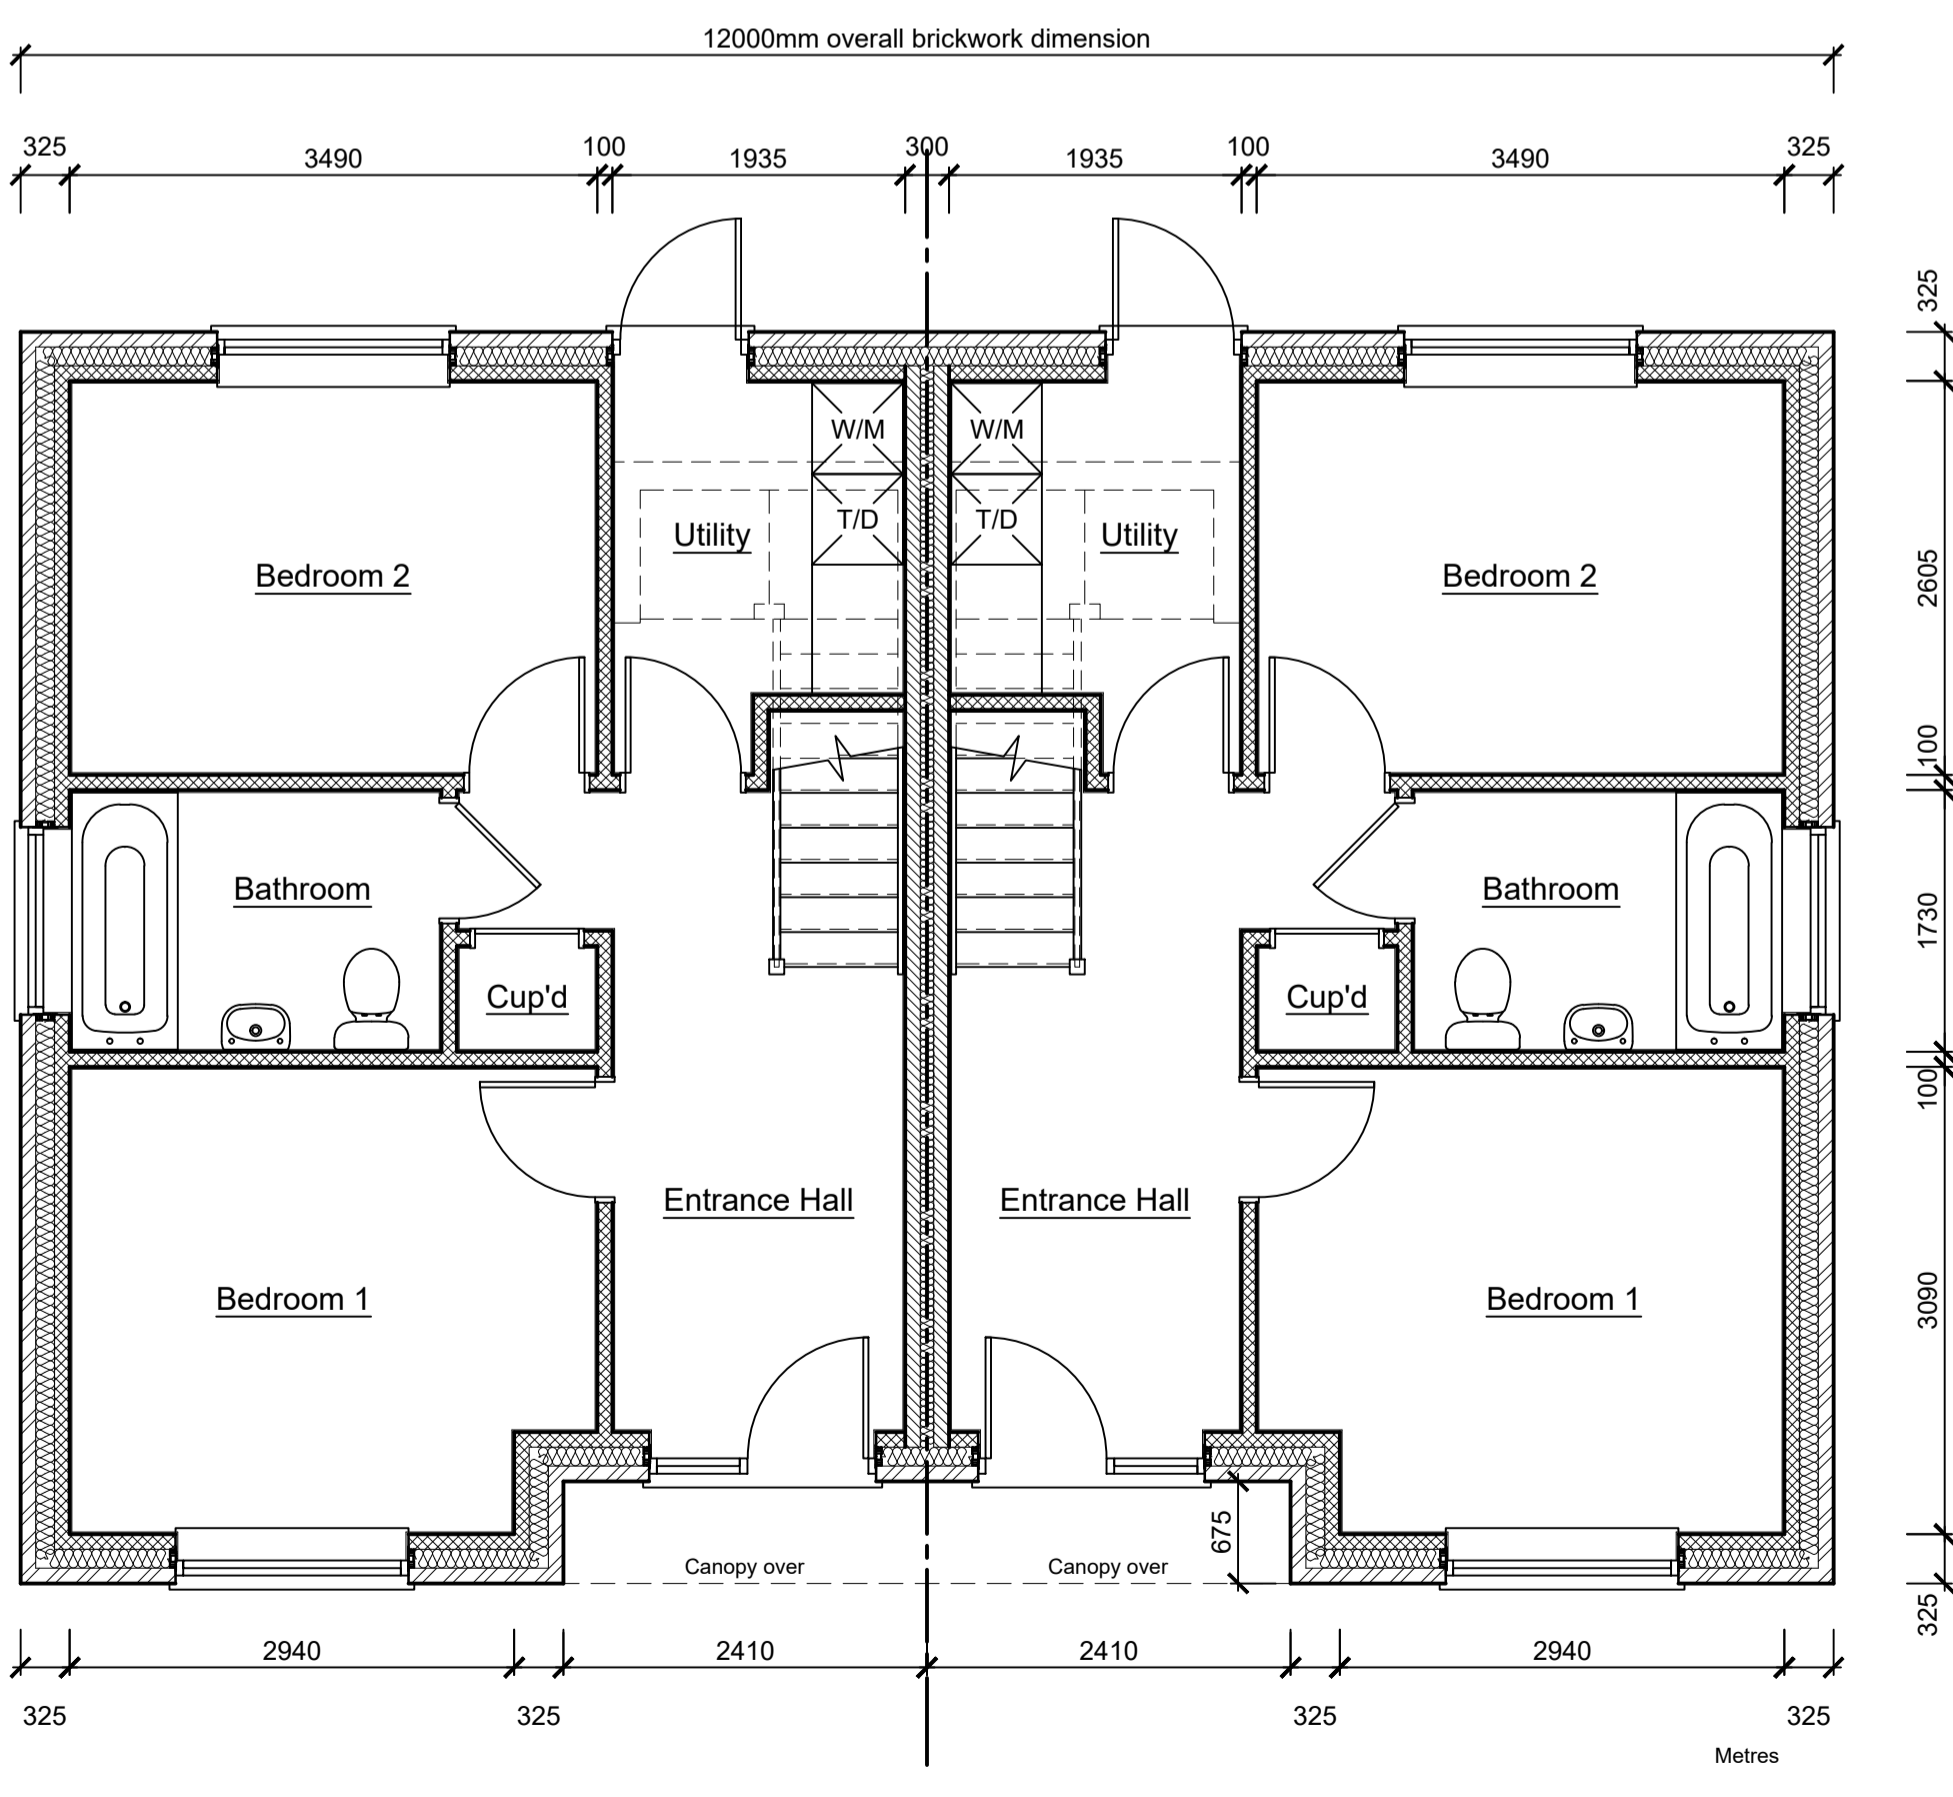 12000mm overall brickwork dimension
325 3490 100 1935 300 1935 100 3490 325
325
W/M W/M
T/D T/D
Utility Utility
Bedroom 2 Bedroom 2
2605
100
Bathroom Bathroom
1730
Cup'd Cup'd
100
Entrance Hall Entrance Hall
Bedroom 1 Bedroom 1
3090
675
Canopy over Canopy over
325
2940 2410 2410 2940
325 325 325 325
Metres